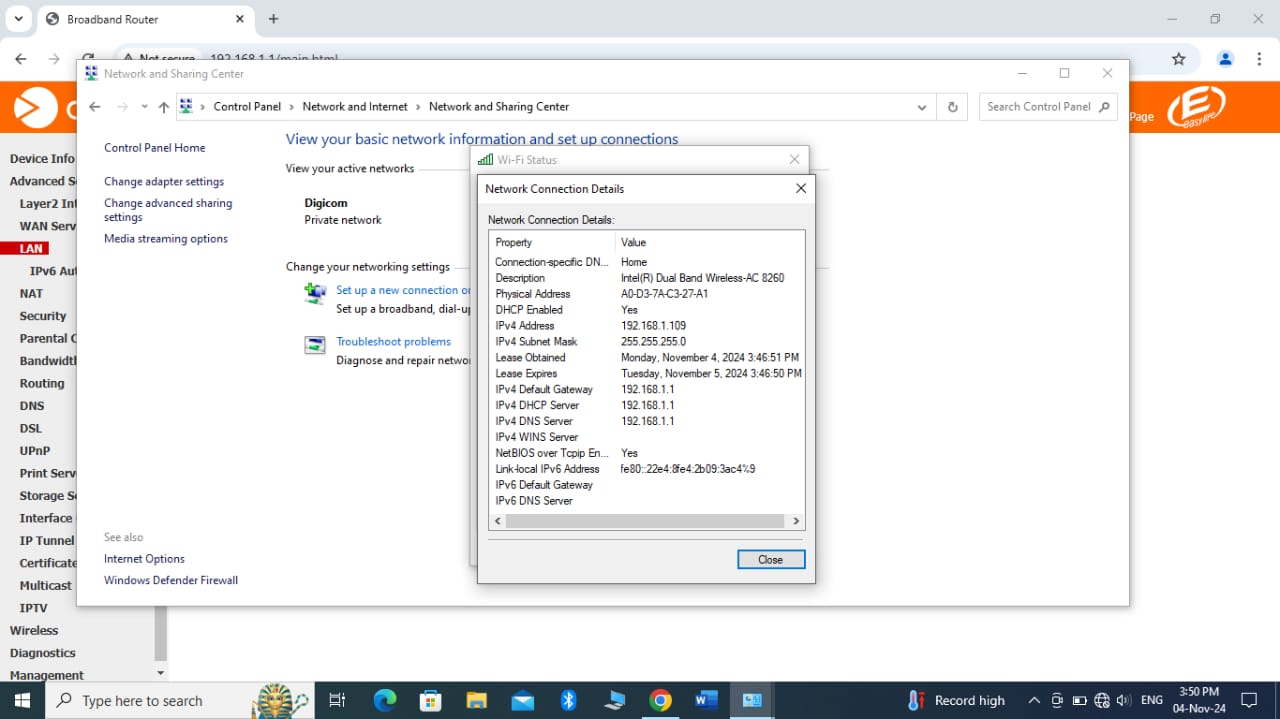 Broadband Router
Not secure 192.168.1.1/main.html
Network and Sharing Center
Control Panel Network and Internet Network and Sharing Center
Search Control Panel
Page
easyfire
Device Info
Advanced S
Layer2 Int
WAN Serv
LAN
IPv6 Aut
NAT
Security
Parental C
Bandwidth
Routing
DNS
DSL
UPnP
Print Serv
Storage Se
Interface
IP Tunnel
Certificate
Multicast
IPTV
Wireless
Diagnostics
Management
Control Panel Home
Change adapter settings
Change advanced sharing
settings
Media streaming options
See also
Internet Options
Windows Defender Firewall
View your basic network information and set up connections
View your active networks
Digicom
Private network
Change your networking settings
Set up a new connection o
Set up a broadband, dial-up
Troubleshoot problems
Diagnose and repair networ
Wi-Fi Status
Network Connection Details
Network Connection Details:
Property Value
Connection-specific DN... Home
Description Intel(R) Dual Band Wireless-AC 8260
Physical Address A0-D3-7A-C3-27-A1
DHCP Enabled Yes
IPv4 Address 192.168.1.109
IPv4 Subnet Mask 255.255.255.0
Lease Obtained Monday, November 4, 2024 3:46:51 PM
Lease Expires Tuesday, November 5, 2024 3:46:50 PM
IPv4 Default Gateway 192.168.1.1
IPv4 DHCP Server 192.168.1.1
IPv4 DNS Server 192.168.1.1
IPv4 WINS Server
NetBIOS over Tcpip En... Yes
Link-local IPv6 Address fe80::22e4:8fe4:2b09:3ac4%9
IPv6 Default Gateway
IPv6 DNS Server
Close
Type here to search
Record high
ENG
3:50 PM
04-Nov-24